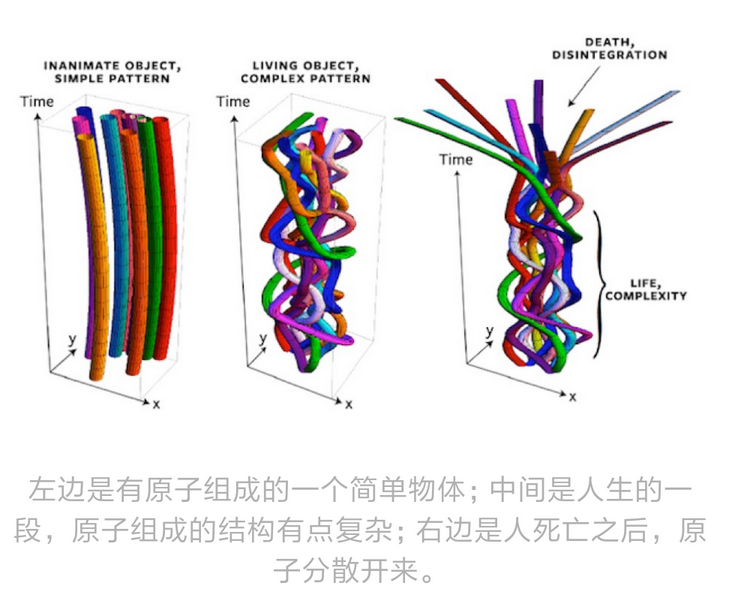 INANIMATE OBJECT,
SIMPLE PATTERN
Time
y
x
LIVING OBJECT,
COMPLEX PATTERN
Time
y
x
DEATH,
DISINTEGRATION
Time
LIFE,
COMPLEXITY
y
x
左边是有原子组成的一个简单物体；中间是人生的一
段，原子组成的结构有点复杂；右边是人死亡之后，原
子分散开来。